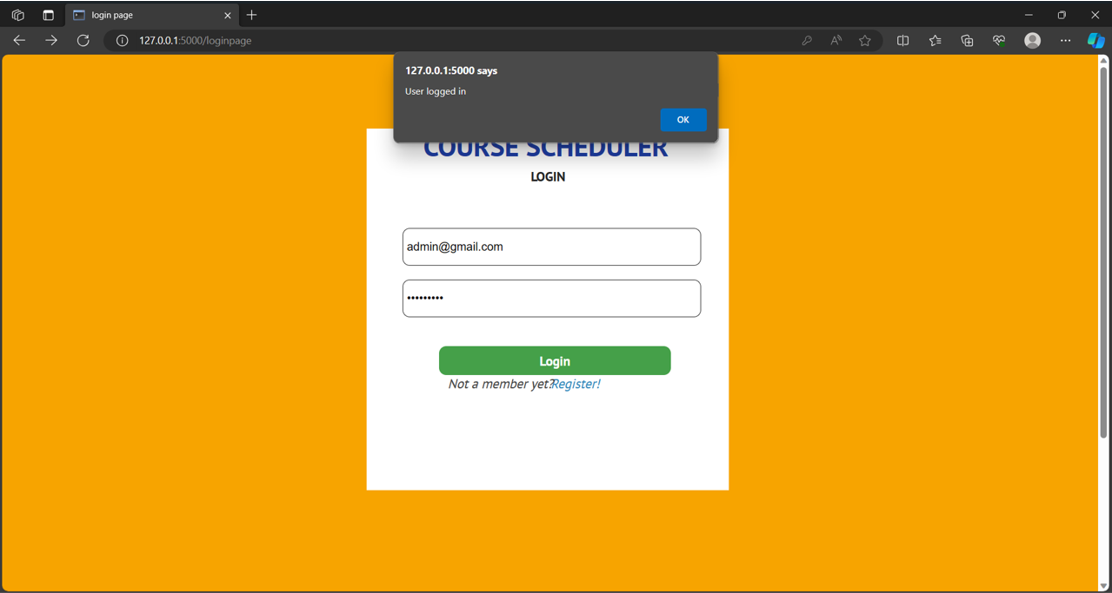 login page
127.0.0.1:5000/loginpage
127.0.0.1:5000 says
User logged in
OK
COURSE SCHEDULER
LOGIN
admin@gmail.com
•••••••••
Login
Not a member yet?Register!